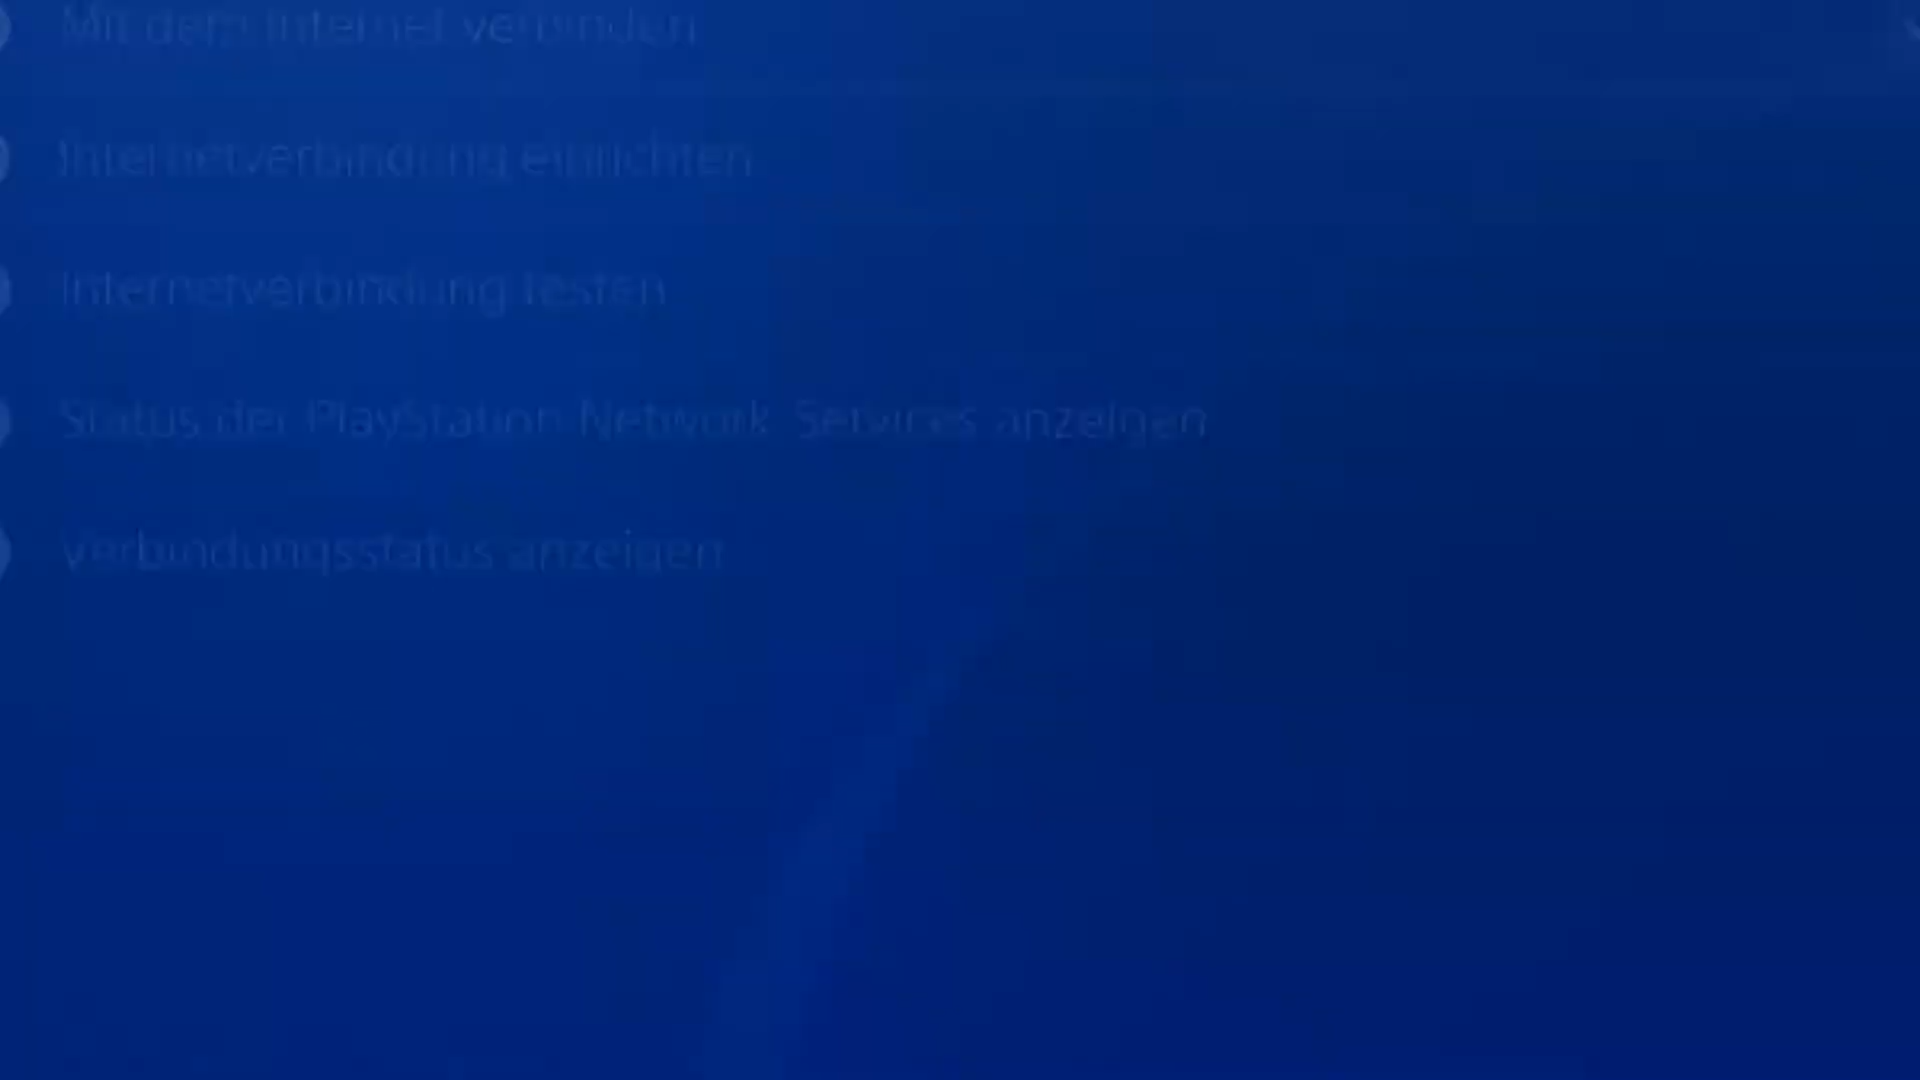 Mit dem Internet verbinden
Internetverbindung einrichten
Internetverbindung testen
Status der PlayStation Network-Services anzeigen
Verbindungsstatus anzeigen